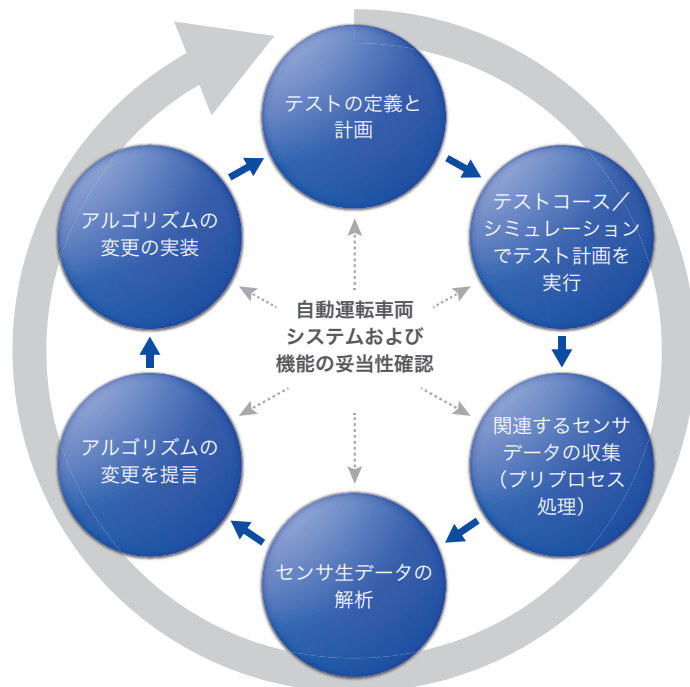 テストの定義と
計画
テストコース／
シミュレーション
でテスト計画を
実行
関連するセンサ
データの収集
（プリプロセス
処理）
センサ生データの
解析
アルゴリズムの
変更を提言
アルゴリズムの
変更の実装
自動運転車両
システムおよび
機能の妥当性確認